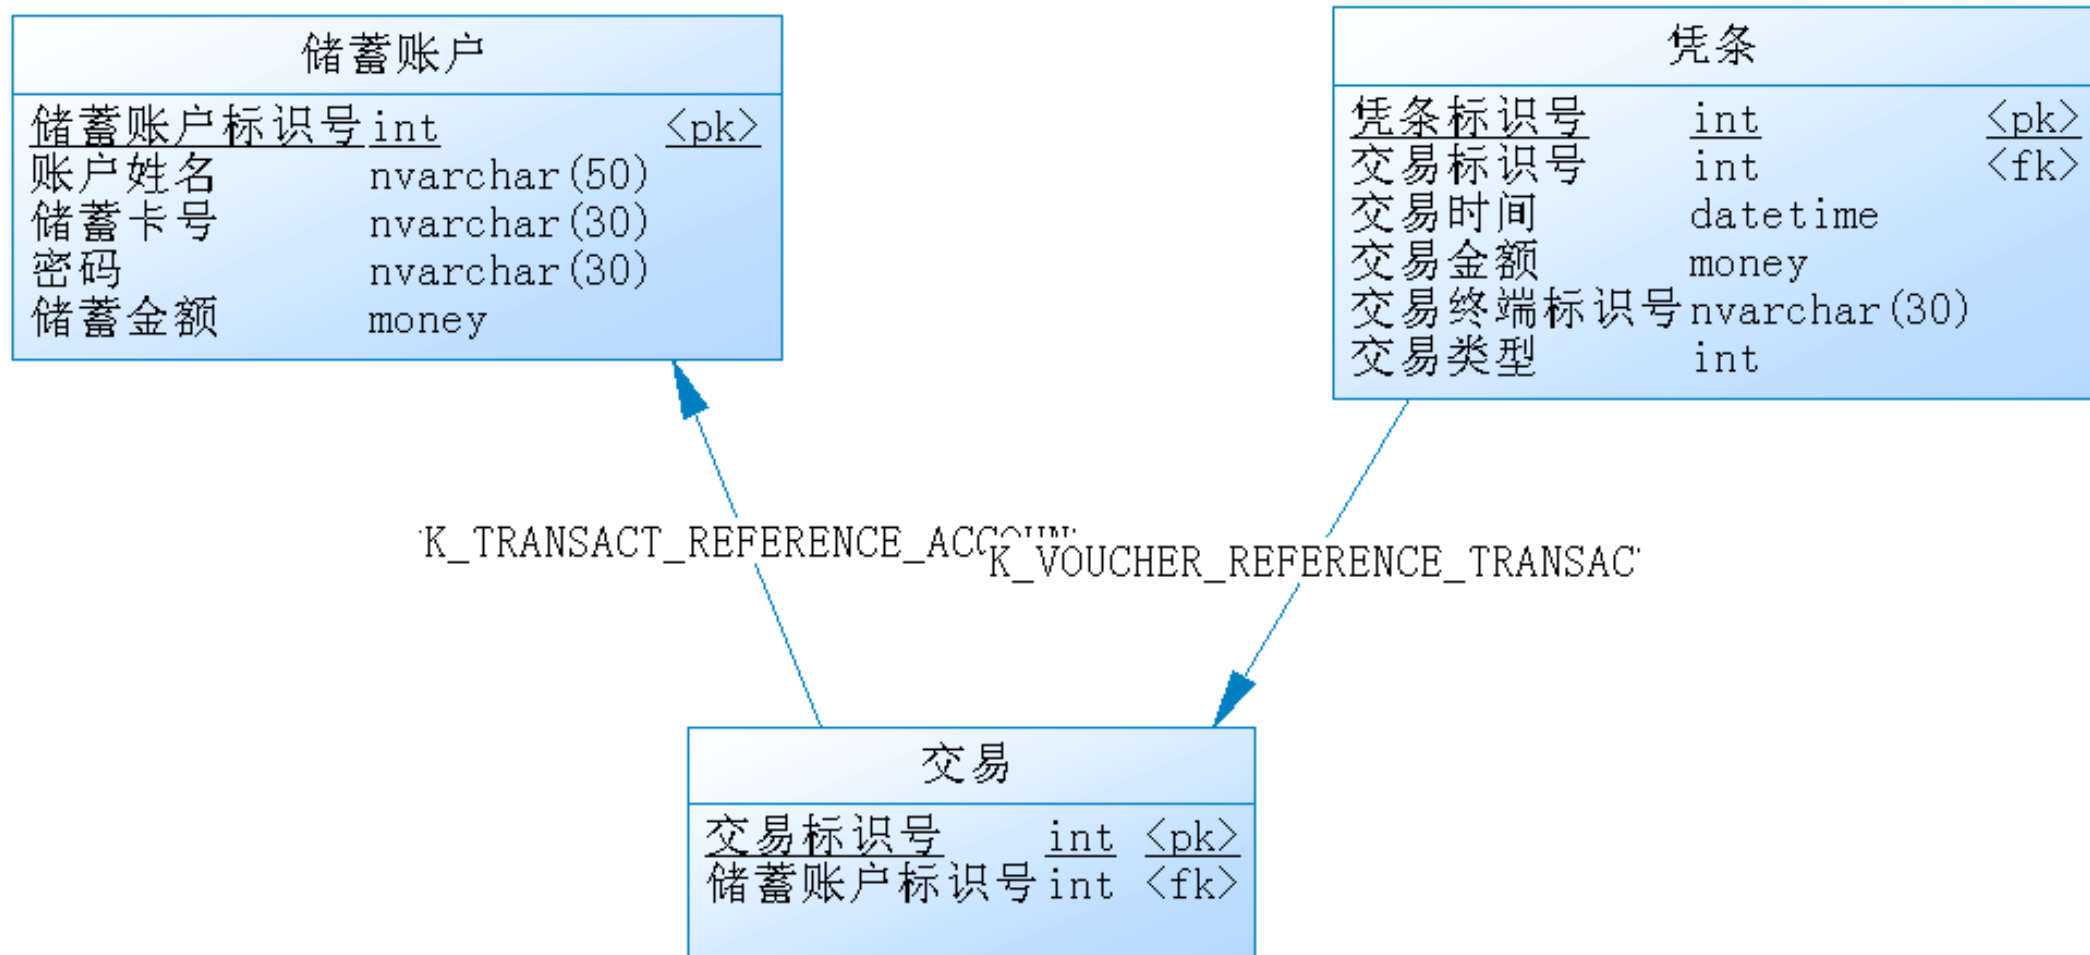 储蓄账户
储蓄账户标识号 int <pk>
账户姓名 nvarchar(50)
储蓄卡号 nvarchar(30)
密码 nvarchar(30)
储蓄金额 money
凭条
凭条标识号 int <pk>
交易标识号 int <fk>
交易时间 datetime
交易金额 money
交易终端标识号 nvarchar(30)
交易类型 int
K_TRANSACT_REFERENCE_ACCOUN
K_VOUCHER_REFERENCE_TRANSAC
交易
交易标识号 int <pk>
储蓄账户标识号 int <fk>